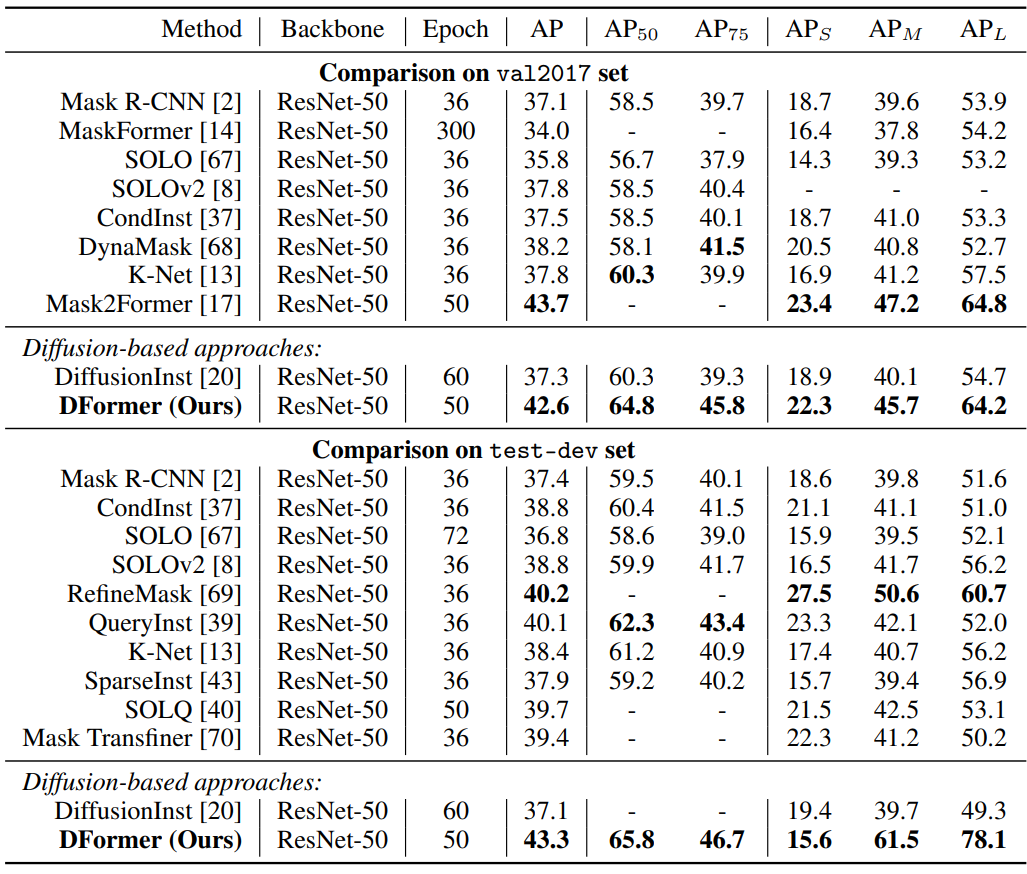 Method Backbone Epoch AP AP50 AP75 APS APM APL
Comparison on val2017 set
Mask R-CNN [2] ResNet-50 36 37.1 58.5 39.7 18.7 39.6 53.9
MaskFormer [14] ResNet-50 300 34.0 - - 16.4 37.8 54.2
SOLO [67] ResNet-50 36 35.8 56.7 37.9 14.3 39.3 53.2
SOLOv2 [8] ResNet-50 36 37.8 58.5 40.4 - - -
CondInst [37] ResNet-50 36 37.5 58.5 40.1 18.7 41.0 53.3
DynaMask [68] ResNet-50 36 38.2 58.1 41.5 20.5 40.8 52.7
K-Net [13] ResNet-50 36 37.8 60.3 39.9 16.9 41.2 57.5
Mask2Former [17] ResNet-50 50 43.7 - - 23.4 47.2 64.8
Diffusion-based approaches:
DiffusionInst [20] ResNet-50 60 37.3 60.3 39.3 18.9 40.1 54.7
DFormer (Ours) ResNet-50 50 42.6 64.8 45.8 22.3 45.7 64.2
Comparison on test-dev set
Mask R-CNN [2] ResNet-50 36 37.4 59.5 40.1 18.6 39.8 51.6
CondInst [37] ResNet-50 36 38.8 60.4 41.5 21.1 41.1 51.0
SOLO [67] ResNet-50 72 36.8 58.6 39.0 15.9 39.5 52.1
SOLOv2 [8] ResNet-50 36 38.8 59.9 41.7 16.5 41.7 56.2
RefineMask [69] ResNet-50 36 40.2 - - 27.5 50.6 60.7
QueryInst [39] ResNet-50 36 40.1 62.3 43.4 23.3 42.1 52.0
K-Net [13] ResNet-50 36 38.4 61.2 40.9 17.4 40.7 56.2
SparseInst [43] ResNet-50 36 37.9 59.2 40.2 15.7 39.4 56.9
SOLQ [40] ResNet-50 50 39.7 - - 21.5 42.5 53.1
Mask Transfiner [70] ResNet-50 36 39.4 - - 22.3 41.2 50.2
Diffusion-based approaches:
DiffusionInst [20] ResNet-50 60 37.1 - - 19.4 39.7 49.3
DFormer (Ours) ResNet-50 50 43.3 65.8 46.7 15.6 61.5 78.1